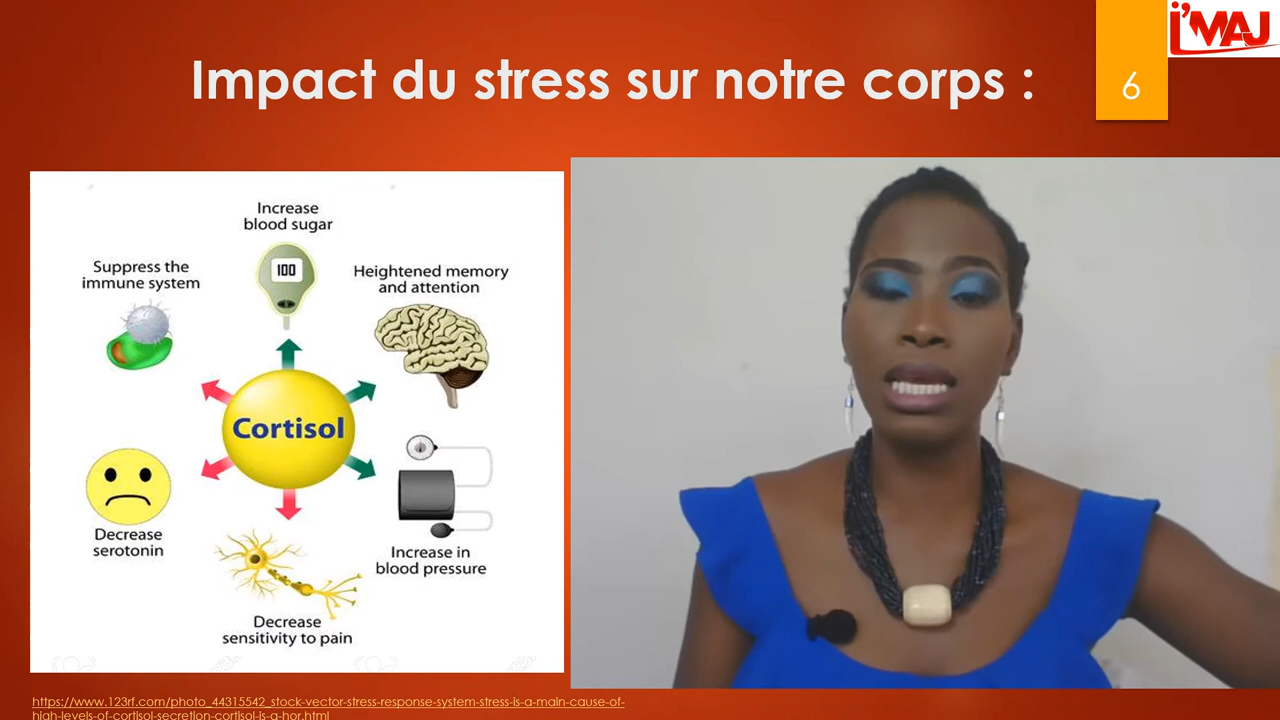 i'MAJ
Impact du stress sur notre corps :
6
Increase
blood sugar
100
Suppress the
immune system
Heightened memory
and attention
Cortisol
Decrease
serotonin
Increase in
blood pressure
Decrease
sensitivity to pain
https://www.123rf.com/photo_44315542_stock-vector-stress-response-system-stress-is-a-main-cause-of-
high-levels-of-cortisol-secretion-cortisol-is-a-hor.html